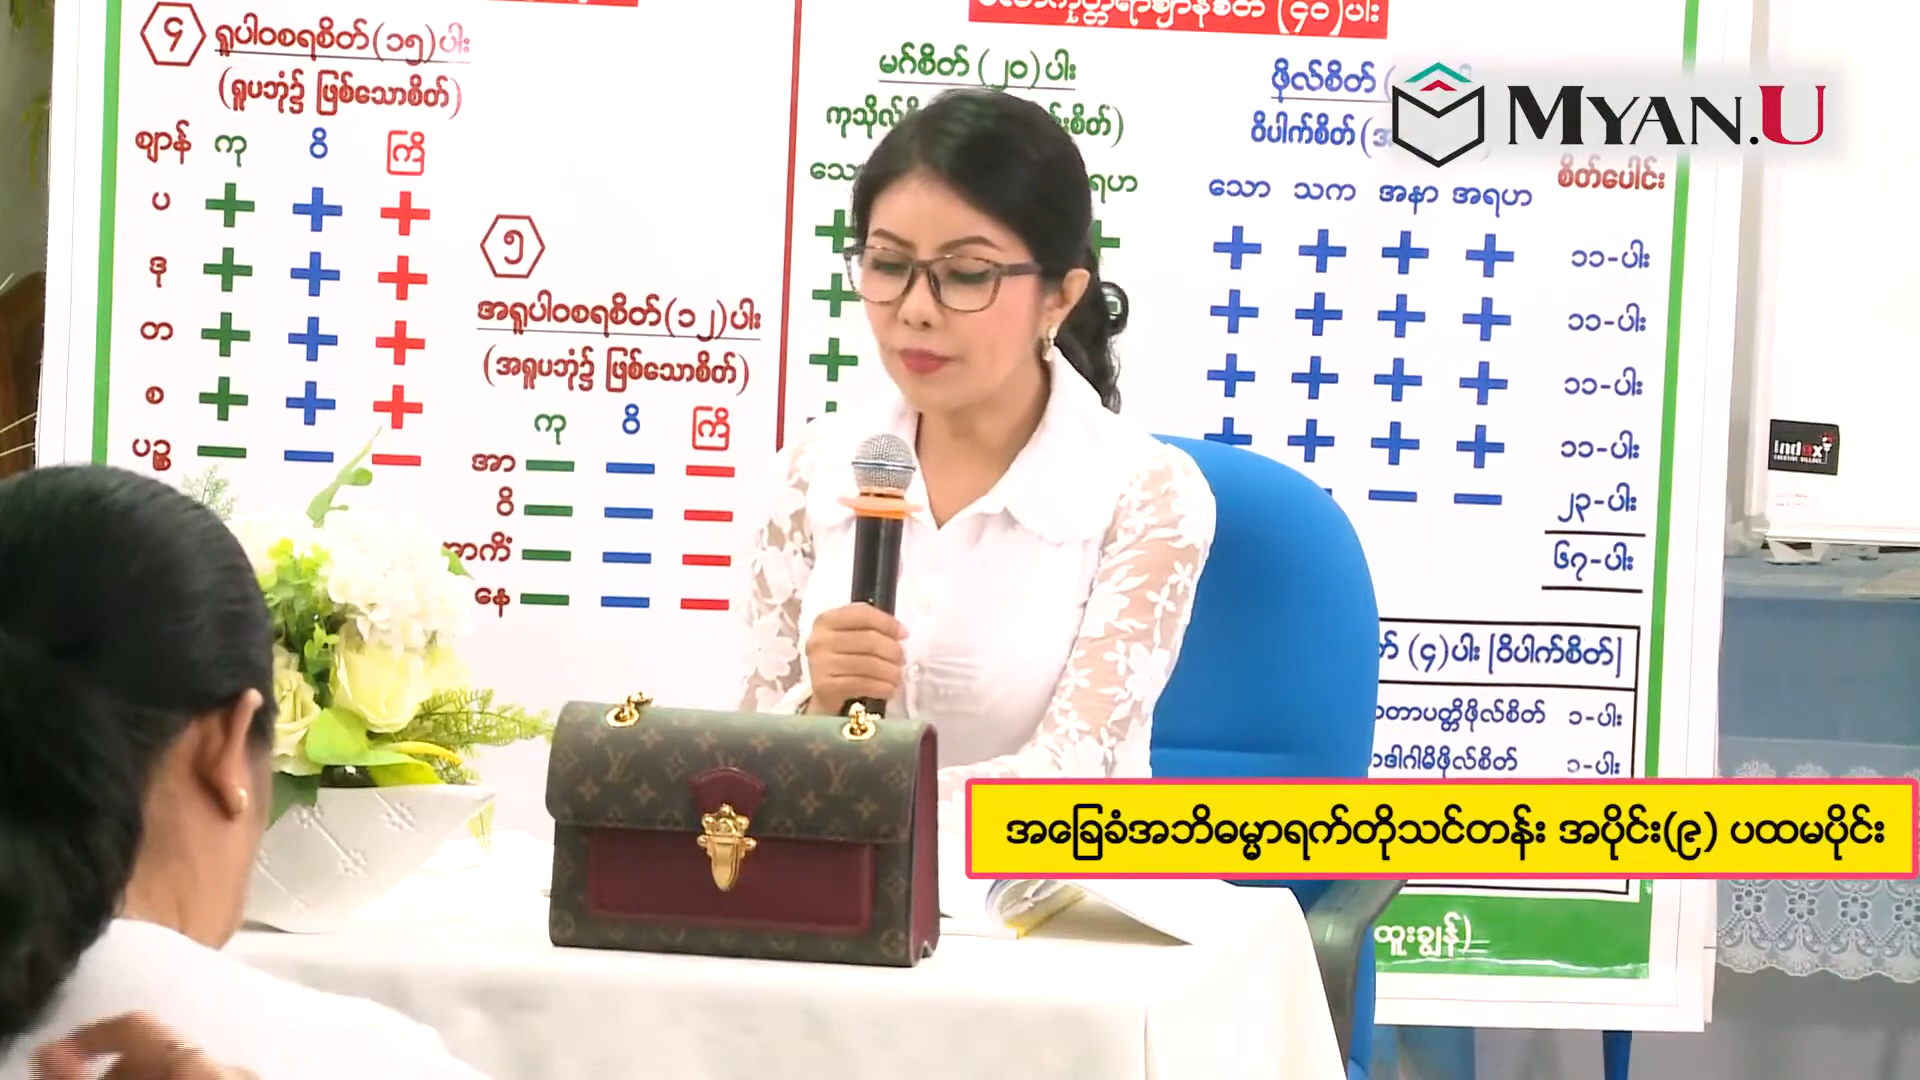 ၄
ရူပါဝစရစိတ်(၁၅)ပါး
(ရူပဘုံ၌ ဖြစ်သောစိတ်)
ဈာန် ကု ဝိ ကြိ
ပ
ဒု
တ
စ
ပဉ္စ
၅
အရူပါဝစရစိတ်(၁၂)ပါး
(အရူပဘုံ၌ ဖြစ်သောစိတ်)
ကု ဝိ ကြိ
အာ
ဝိ
အာကိံ
နေ
(၄၀)ပါး
မဂ်စိတ် (၂၀)ပါး
ဖိုလ်စိတ်
ဝိပါက်စိတ်
စိတ်ပေါင်း
သော သက အနာ အရဟ
၁၁-ပါး
၁၁-ပါး
၁၁-ပါး
၁၁-ပါး
၂၃-ပါး
၆၇-ပါး
(၄)ပါး [ဝိပါက်စိတ်]
၁-ပါး
၁-ပါး
MYAN.U
index
CREATIVE VILLAGE
အခြေခံအဘိဓမ္မာရက်တိုသင်တန်း အပိုင်း(၉) ပထမပိုင်း